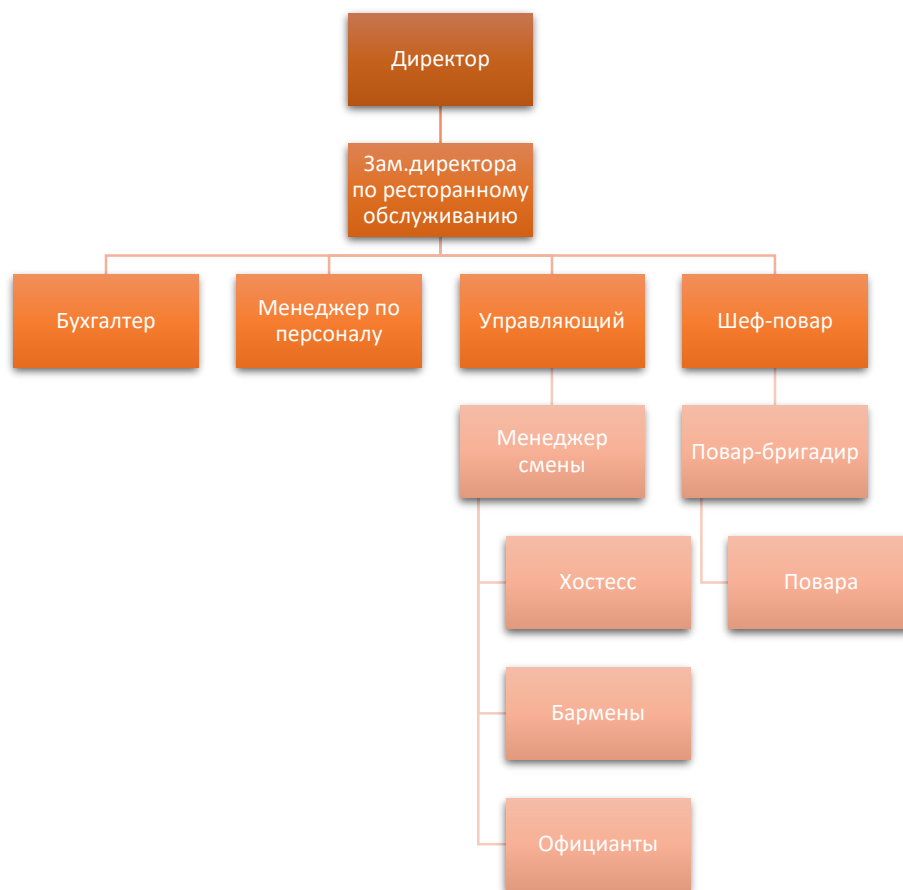 Директор
Зам.директора
по ресторанному
обслуживанию
Бухгалтер
Менеджер по
персоналу
Управляющий
Шеф-повар
Менеджер
смены
Повар-бригадир
Хостесс
Повара
Бармены
Официанты